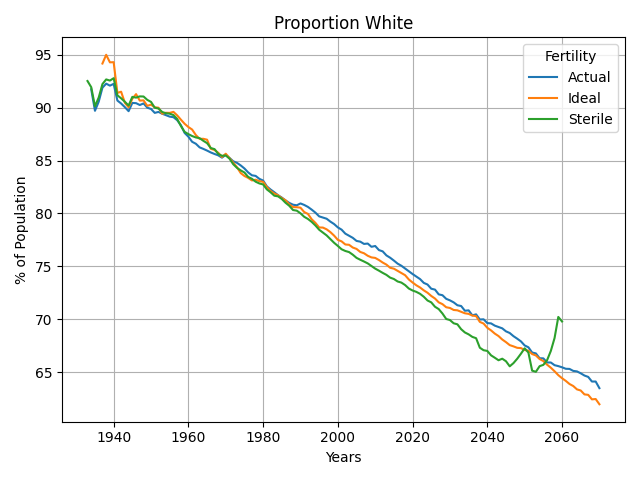 Proportion White
Fertility
Actual
Ideal
Sterile
% of Population
95
90
85
80
75
70
65
1940
1960
1980
2000
2020
2040
2060
Years